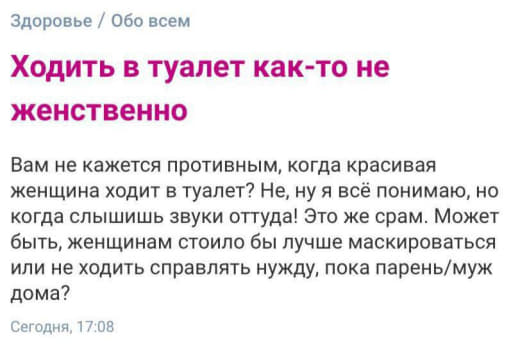 Здоровье / Обо всем
Ходить в туалет как-то не
женственно
Вам не кажется противным, когда красивая
женщина ходит в туалет? Не, ну я всё понимаю, но
когда слышишь звуки оттуда! Это же срам. Может
быть, женщинам стоило бы лучше маскироваться
или не ходить справлять нужду, пока парень/муж
дома?
Сегодня, 17:08